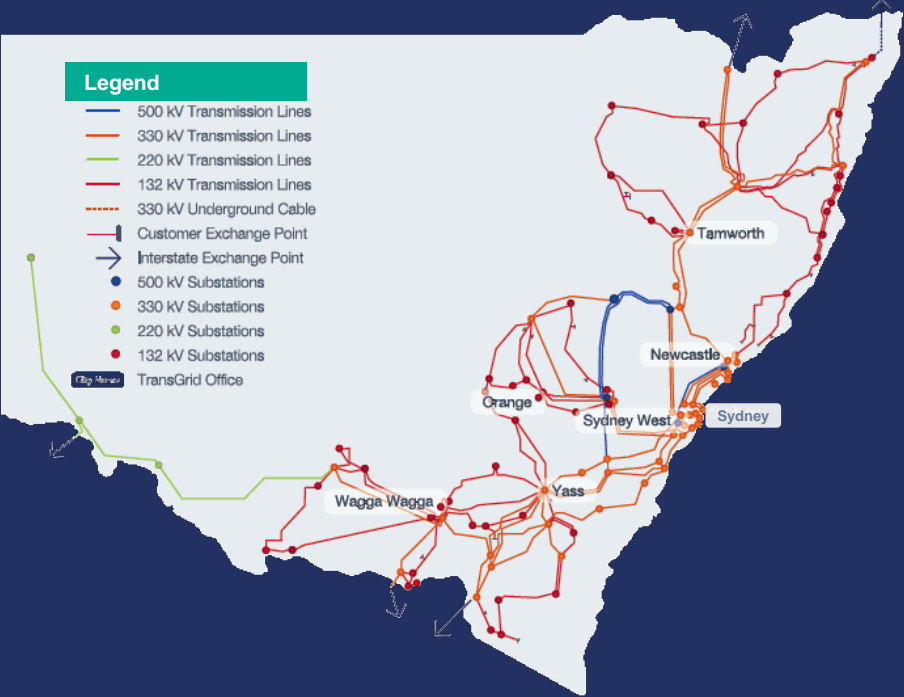 Legend
500 kV Transmission Lines
330 kV Transmission Lines
220 kV Transmission Lines
132 kV Transmission Lines
330 kV Underground Cable
Customer Exchange Point
Interstate Exchange Point
500 kV Substations
330 kV Substations
220 kV Substations
132 kV Substations
City Name TransGrid Office
Tamworth
Newcastle
Orange
Sydney West
Sydney
Wagga Wagga
Yass